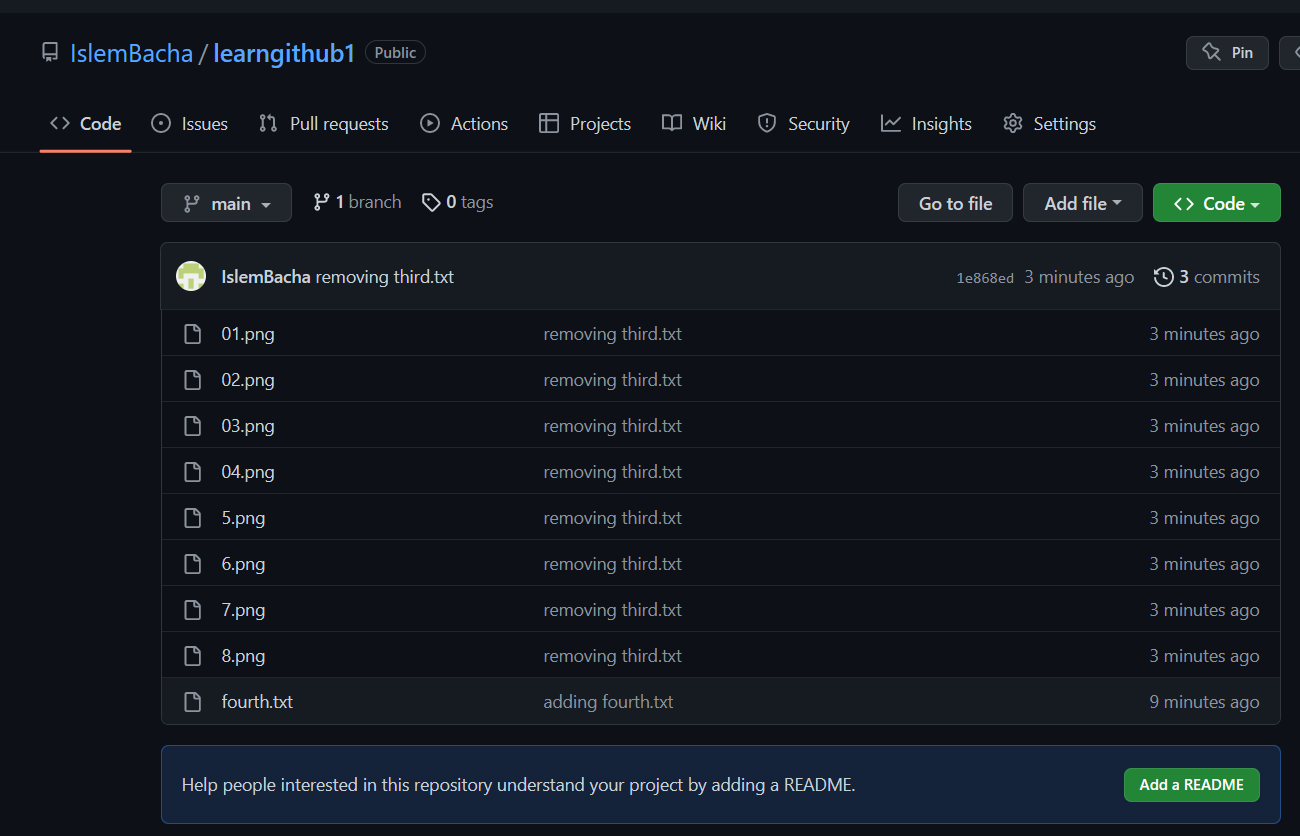 IslemBacha / learngithub1 Public Pin
Code Issues Pull requests Actions Projects Wiki Security Insights Settings
main 1 branch 0 tags Go to file Add file Code
IslemBacha removing third.txt 1e868ed 3 minutes ago 3 commits
01.png removing third.txt 3 minutes ago
02.png removing third.txt 3 minutes ago
03.png removing third.txt 3 minutes ago
04.png removing third.txt 3 minutes ago
5.png removing third.txt 3 minutes ago
6.png removing third.txt 3 minutes ago
7.png removing third.txt 3 minutes ago
8.png removing third.txt 3 minutes ago
fourth.txt adding fourth.txt 9 minutes ago
Help people interested in this repository understand your project by adding a README. Add a README